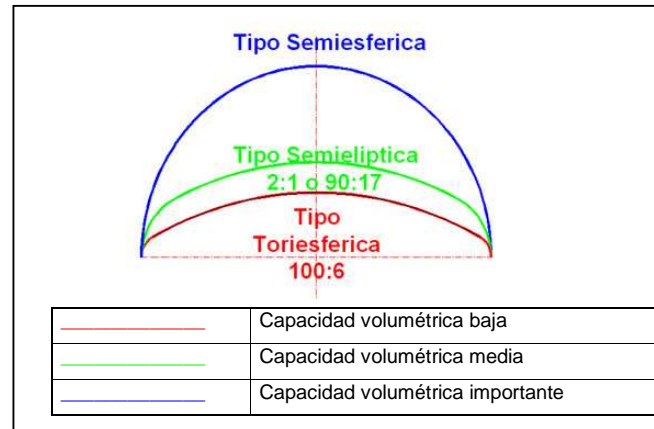 Tipo Semiesferica
Tipo Semieliptica
2:1 o 90:17
Tipo
Toriesferica
100:6
Capacidad volumétrica baja
Capacidad volumétrica media
Capacidad volumétrica importante